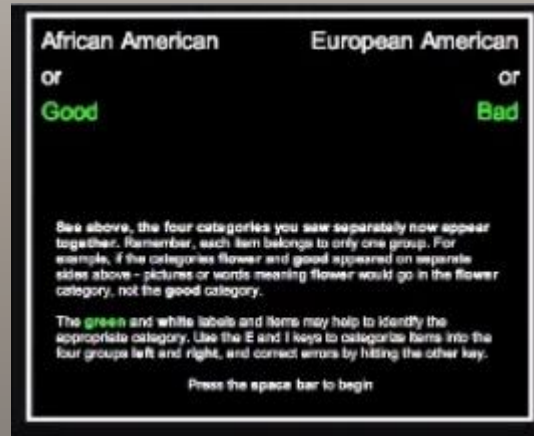 African American European American
or or
Good Bad
See above, the four categories you saw separately now appear
together. Remember, each item belongs to only one group. For
example, if the categories flower and good appeared on separate
sides above - pictures or words meaning flower would go in the flower
category, not the good category.
The green and white labels and items may help to identify the
appropriate category. Use the E and I keys to categorize items into the
four groups left and right, and correct errors by hitting the other key.
Press the space bar to begin